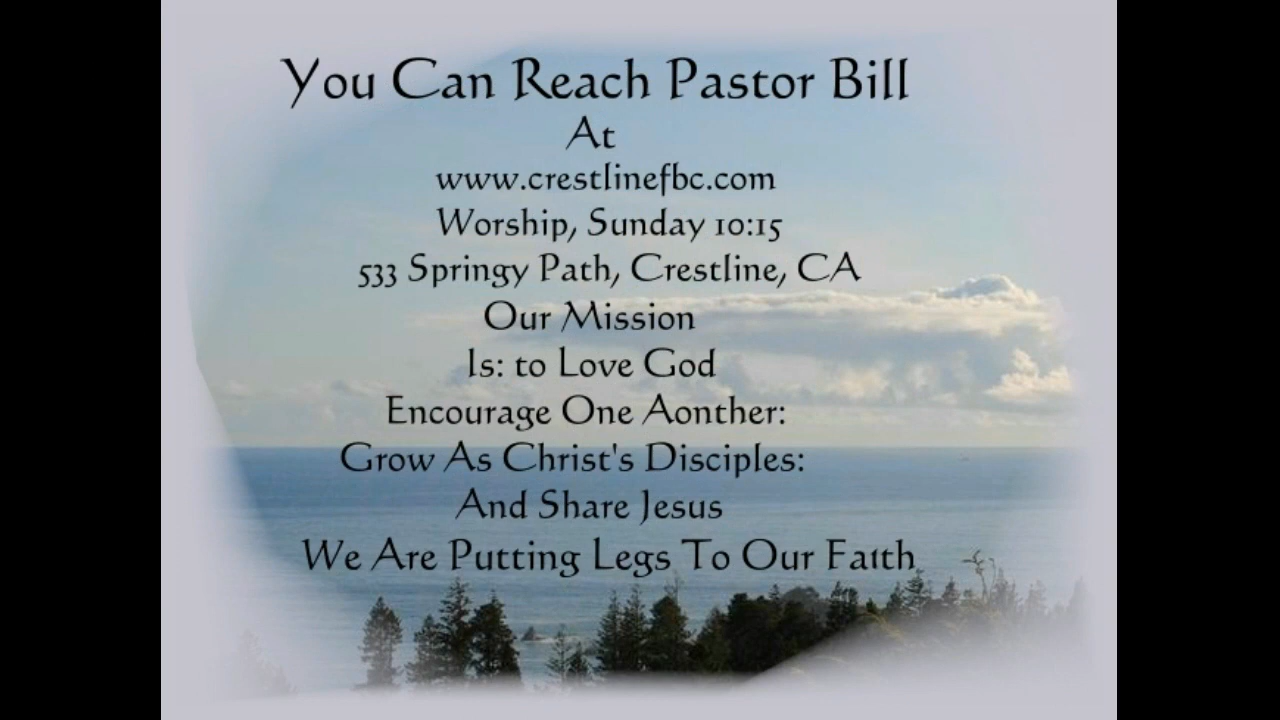 You Can Reach Pastor Bill
At
www.crestlinefbc.com
Worship, Sunday 10:15
533 Springy Path, Crestline, CA
Our Mission
Is: to Love God
Encourage One Aonther:
Grow As Christ's Disciples:
And Share Jesus
We Are Putting Legs To Our Faith